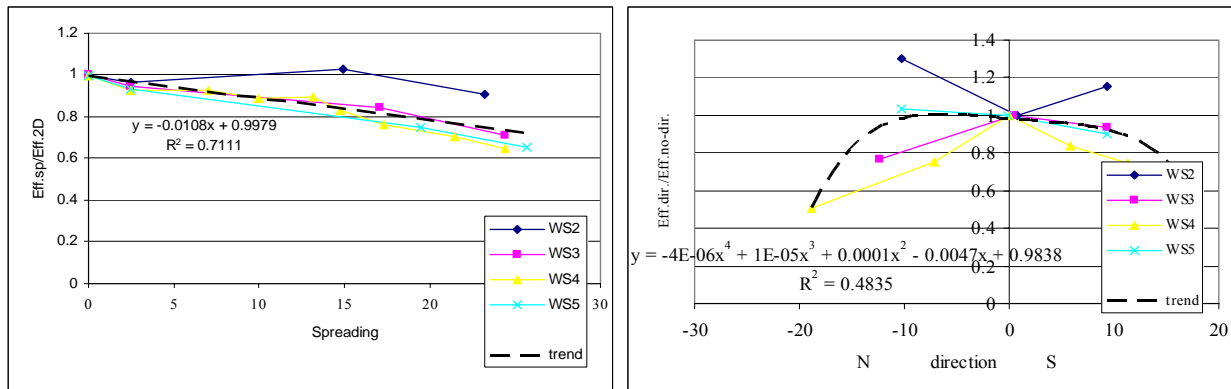 1.2
1
0.8
0.6
0.4
0.2
0
Eff.sp/Eff.2D
y = -0.0108x + 0.9979
R² = 0.7111
0 5 10 15 20 30
Spreading
WS2
WS3
WS4
WS5
trend
1.4
1.2
1
0.8
0.6
0.4
0.2
0
Eff.dir./Eff.no-dir.
y = -4E-06x⁴ + 1E-05x³ + 0.0001x² - 0.0047x + 0.9838
R² = 0.4835
-30 -20 -10 0 10 20
N direction S
WS2
WS3
WS4
WS5
trend